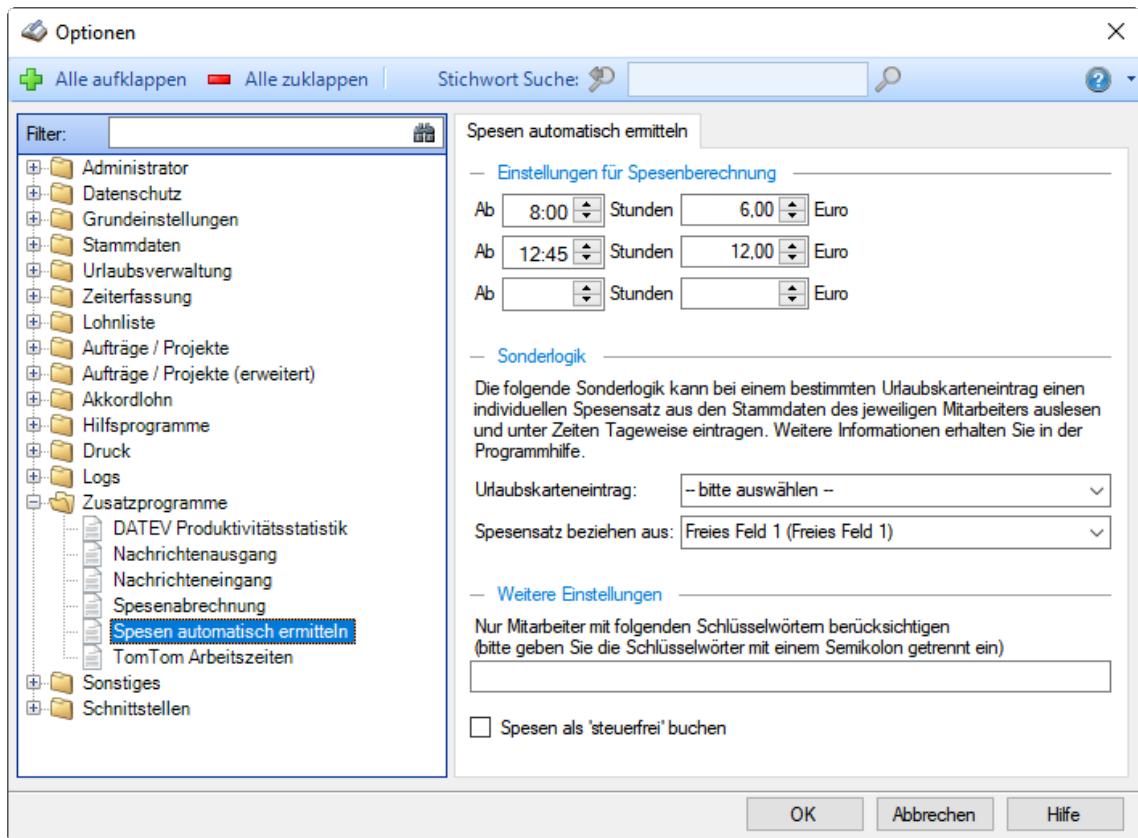 Optionen
Alle aufklappen Alle zuklappen Stichwort Suche:
Filter:
Administrator
Datenschutz
Grundeinstellungen
Stammdaten
Urlaubsverwaltung
Zeiterfassung
Lohnliste
Aufträge / Projekte
Aufträge / Projekte (erweitert)
Akkordlohn
Hilfsprogramme
Druck
Logs
Zusatzprogramme
DATEV Produktivitätsstatistik
Nachrichtenausgang
Nachrichteneingang
Spesenabrechnung
Spesen automatisch ermitteln
TomTom Arbeitszeiten
Sonstiges
Schnittstellen
Spesen automatisch ermitteln
Einstellungen für Spesenberechnung
Ab 8:00 Stunden 6,00 Euro
Ab 12:45 Stunden 12,00 Euro
Ab Stunden Euro
Sonderlogik
Die folgende Sonderlogik kann bei einem bestimmten Urlaubskarteneintrag einen
individuellen Spesensatz aus den Stammdaten des jeweiligen Mitarbeiters auslesen
und unter Zeiten Tageweise eintragen. Weitere Informationen erhalten Sie in der
Programmhilfe.
Urlaubskarteneintrag: -- bitte auswählen --
Spesensatz beziehen aus: Freies Feld 1 (Freies Feld 1)
Weitere Einstellungen
Nur Mitarbeiter mit folgenden Schlüsselwörtern berücksichtigen
(bitte geben Sie die Schlüsselwörter mit einem Semikolon getrennt ein)
Spesen als 'steuerfrei' buchen
OK Abbrechen Hilfe